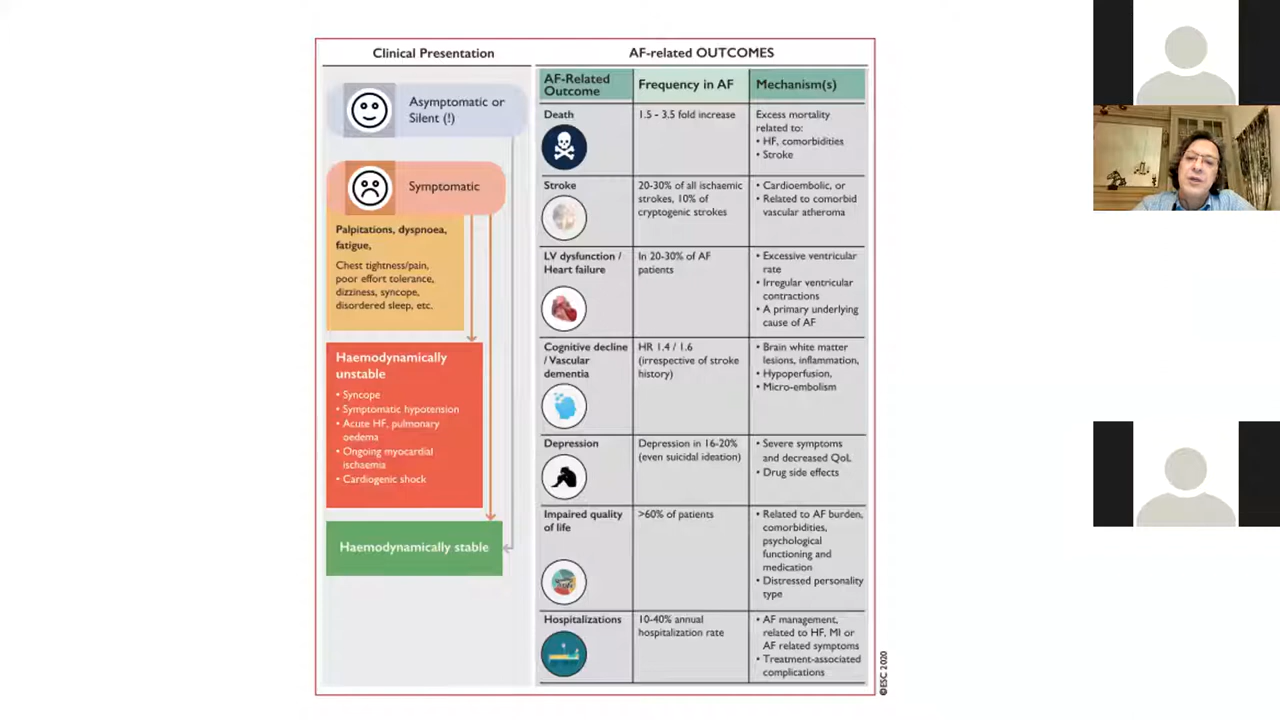 Clinical Presentation
AF-related OUTCOMES
Asymptomatic or
Silent (!)
Symptomatic
Palpitations, dyspnoea,
fatigue,
Chest tightness/pain,
poor effort tolerance,
dizziness, syncope,
disordered sleep, etc.
Haemodynamically
unstable
• Syncope
• Symptomatic hypotension
• Acute HF, pulmonary
oedema
• Ongoing myocardial
ischaemia
• Cardiogenic shock
Haemodynamically stable
AF-Related
Outcome
Frequency in AF
Mechanism(s)
Death
1.5 - 3.5 fold increase
Excess mortality
related to:
• HF, comorbidities
• Stroke
Stroke
20-30% of all ischaemic
strokes, 10% of
cryptogenic strokes
• Cardioembolic, or
• Related to comorbid
vascular atheroma
LV dysfunction /
Heart failure
In 20-30% of AF
patients
• Excessive ventricular
rate
• Irregular ventricular
contractions
• A primary underlying
cause of AF
Cognitive decline
/ Vascular
dementia
HR 1.4 / 1.6
(irrespective of stroke
history)
• Brain white matter
lesions, inflammation,
• Hypoperfusion,
• Micro-embolism
Depression
Depression in 16-20%
(even suicidal ideation)
• Severe symptoms
and decreased QoL
• Drug side effects
Impaired quality
of life
>60% of patients
• Related to AF burden,
comorbidities,
psychological
functioning and
medication
• Distressed personality
type
Hospitalizations
10-40% annual
hospitalization rate
• AF management,
related to HF, MI or
AF related symptoms
• Treatment-associated
complications
©ESC 2020